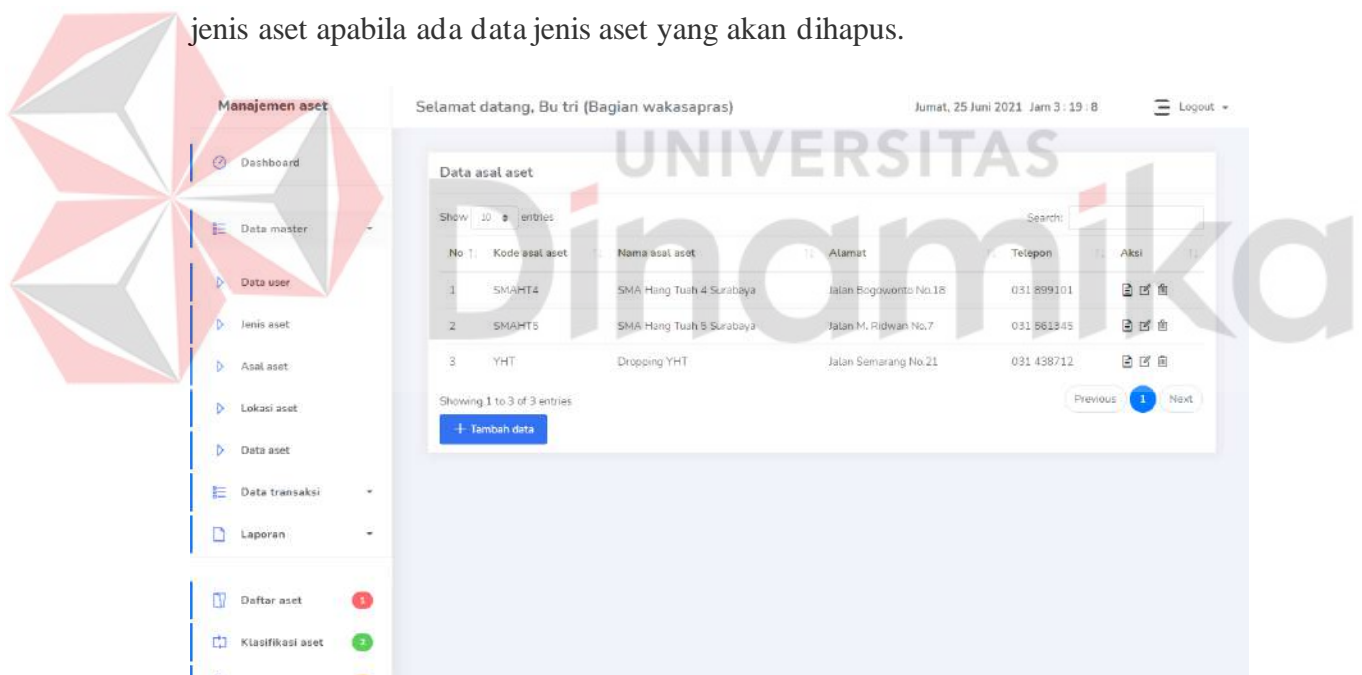 jenis aset apabila ada data jenis aset yang akan dihapus.
Manajemen aset
Selamat datang, Bu tri (Bagian wakasapras)
Jumat, 25 Juni 2021 Jam 3 : 19 : 8
Logout
UNIVERSITAS
Dinamika
Dashboard
Data master
Data user
Jenis aset
Asal aset
Lokasi aset
Data aset
Data transaksi
Laporan
Daftar aset 1
Klasifikasi aset 2
Data asal aset
Show 10 entries
Search:
No Kode asal aset Nama asal aset Alamat Telepon Aksi
1 SMAHT4 SMA Hang Tuah 4 Surabaya Jalan Bogowonto No.18 031 899101
2 SMAHT5 SMA Hang Tuah 5 Surabaya Jalan M. Ridwan No.7 031 561345
3 YHT Dropping YHT Jalan Semarang No.21 031 438712
Showing 1 to 3 of 3 entries
Previous 1 Next
+ Tambah data